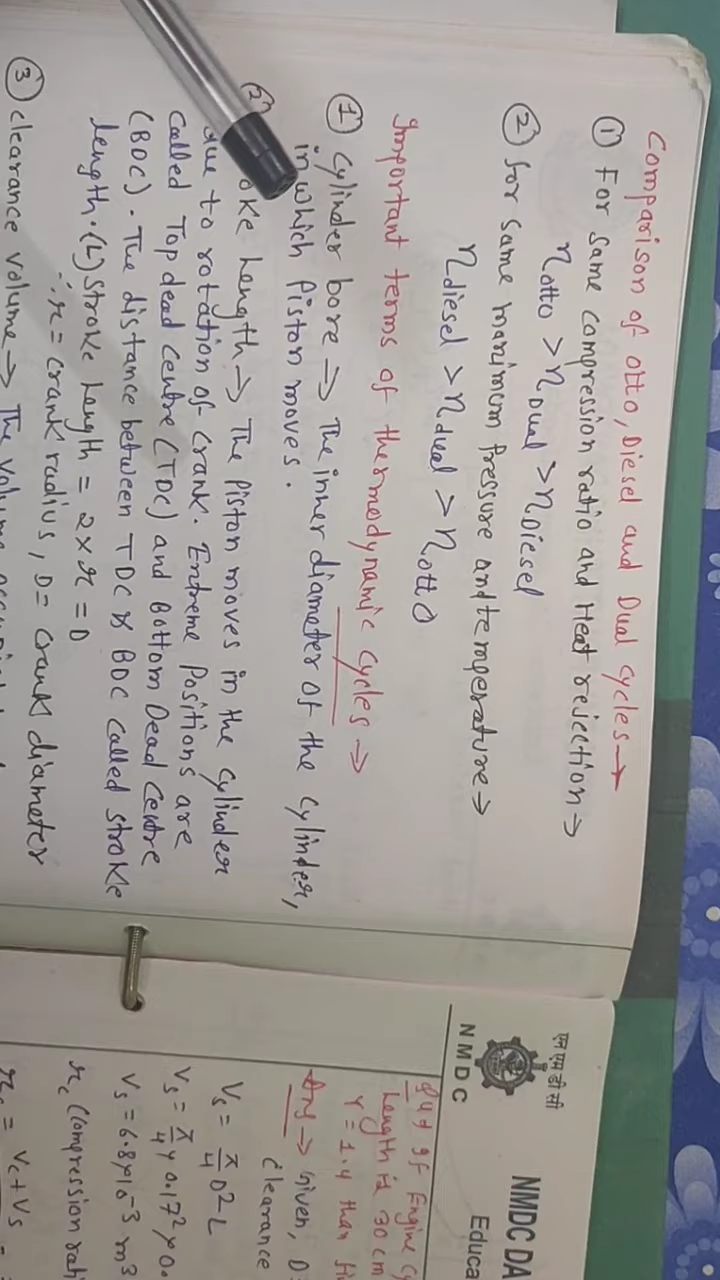 Comparison of otto, Diesel and Dual cycles→
① For same compression ratio and Heat rejection→
ηotto > ηDual > ηDiesel
② for same maximum Pressure and temperature→
ηdiesel > ηdual > ηotto
Important terms of thermodynamic cycles→
① Cylinder bore → The inner diameter of the cylinder,
in which Piston moves.
Length → The Piston moves in the cylinder
due to rotation of crank. Extreme Positions are
called Top dead Centre (TDC) and Bottom Dead Centre
(BDC). The distance between TDC & BDC called stroke
length. (L) Stroke length = 2×r = D
∴ r = crank radius, D = crank diameter
③ Clearance volume → The
एन एम डी सी
NMDC
NMDC DA
Educa
If Engine Cy
Length is 30 cm
γ = 1.4 than
Ans → Given, D
clearance
Vs = π/4 D² L
Vs = π/4 × 0.17² × 0.
Vs = 6.8×10⁻³ m³
rc (Compression rati
= Vc + Vs